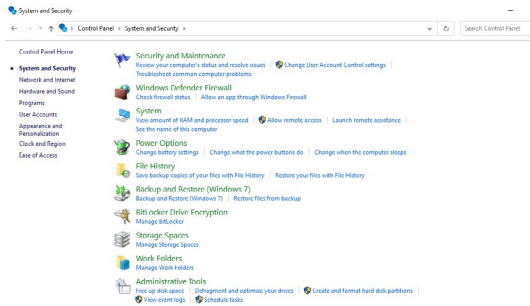 System and Security
Control Panel > System and Security >
Search Control Panel
Control Panel Home
System and Security
Network and Internet
Hardware and Sound
Programs
User Accounts
Appearance and
Personalization
Clock and Region
Ease of Access
Security and Maintenance
Review your computer's status and resolve issues | Change User Account Control settings |
Troubleshoot common computer problems
Windows Defender Firewall
Check firewall status | Allow an app through Windows Firewall
System
View amount of RAM and processor speed | Allow remote access | Launch remote assistance |
See the name of this computer
Power Options
Change battery settings | Change what the power buttons do | Change when the computer sleeps
File History
Save backup copies of your files with File History | Restore your files with File History
Backup and Restore (Windows 7)
Backup and Restore (Windows 7) | Restore files from backup
BitLocker Drive Encryption
Manage BitLocker
Storage Spaces
Manage Storage Spaces
Work Folders
Manage Work Folders
Administrative Tools
Free up disk space | Defragment and optimize your drives | Create and format hard disk partitions |
View event logs | Schedule tasks